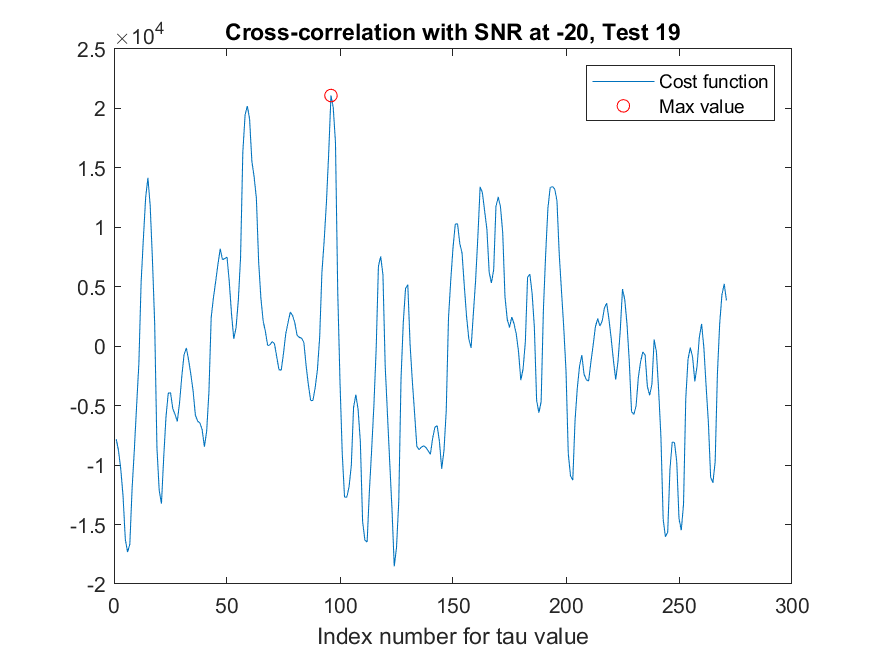 Cross-correlation with SNR at -20, Test 19
×10⁴
2.5
2
1.5
1
0.5
0
-0.5
-1
-1.5
-2
0 50 100 150 200 250 300
Index number for tau value
Cost function
Max value